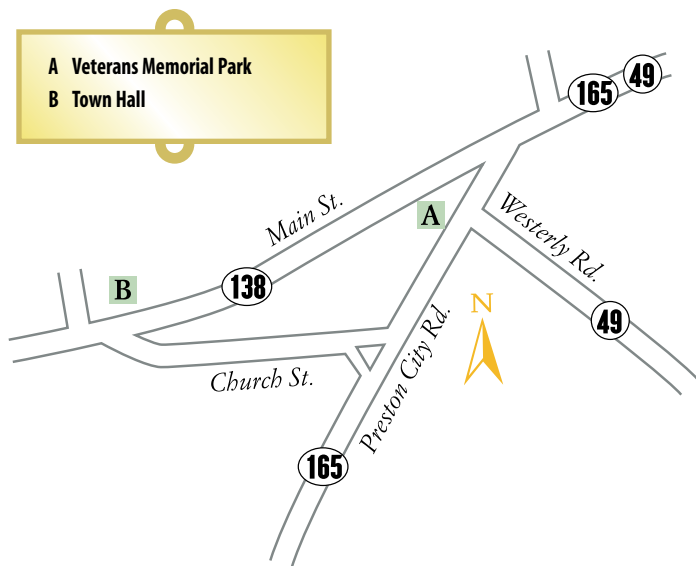 A Veterans Memorial Park
B Town Hall
49
165
Main St.
A
Westerly Rd.
B
138
N
49
Preston City Rd.
Church St.
165